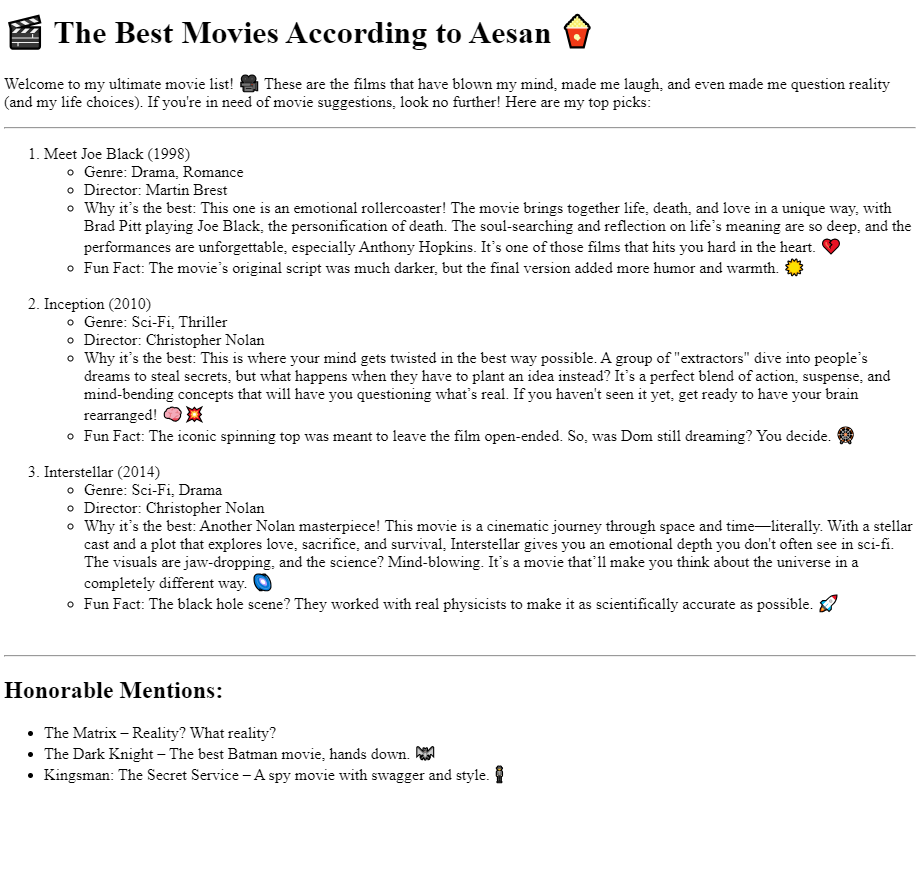 🎬 The Best Movies According to Aesan 🍿
Welcome to my ultimate movie list! 🎥 These are the films that have blown my mind, made me laugh, and even made me question reality
(and my life choices). If you're in need of movie suggestions, look no further! Here are my top picks:
1. Meet Joe Black (1998)
○ Genre: Drama, Romance
○ Director: Martin Brest
○ Why it’s the best: This one is an emotional rollercoaster! The movie brings together life, death, and love in a unique way, with
Brad Pitt playing Joe Black, the personification of death. The soul-searching and reflection on life’s meaning are so deep, and the
performances are unforgettable, especially Anthony Hopkins. It’s one of those films that hits you hard in the heart. 💔
○ Fun Fact: The movie’s original script was much darker, but the final version added more humor and warmth. 🌞
2. Inception (2010)
○ Genre: Sci-Fi, Thriller
○ Director: Christopher Nolan
○ Why it’s the best: This is where your mind gets twisted in the best way possible. A group of "extractors" dive into people’s
dreams to steal secrets, but what happens when they have to plant an idea instead? It’s a perfect blend of action, suspense, and
mind-bending concepts that will have you questioning what’s real. If you haven't seen it yet, get ready to have your brain
rearranged! 🧠💥
○ Fun Fact: The iconic spinning top was meant to leave the film open-ended. So, was Dom still dreaming? You decide. 🎡
3. Interstellar (2014)
○ Genre: Sci-Fi, Drama
○ Director: Christopher Nolan
○ Why it’s the best: Another Nolan masterpiece! This movie is a cinematic journey through space and time—literally. With a stellar
cast and a plot that explores love, sacrifice, and survival, Interstellar gives you an emotional depth you don't often see in sci-fi.
The visuals are jaw-dropping, and the science? Mind-blowing. It’s a movie that’ll make you think about the universe in a
completely different way. 🌌
○ Fun Fact: The black hole scene? They worked with real physicists to make it as scientifically accurate as possible. 🚀
Honorable Mentions:
• The Matrix – Reality? What reality?
• The Dark Knight – The best Batman movie, hands down. 🦇
• Kingsman: The Secret Service – A spy movie with swagger and style. 🕴